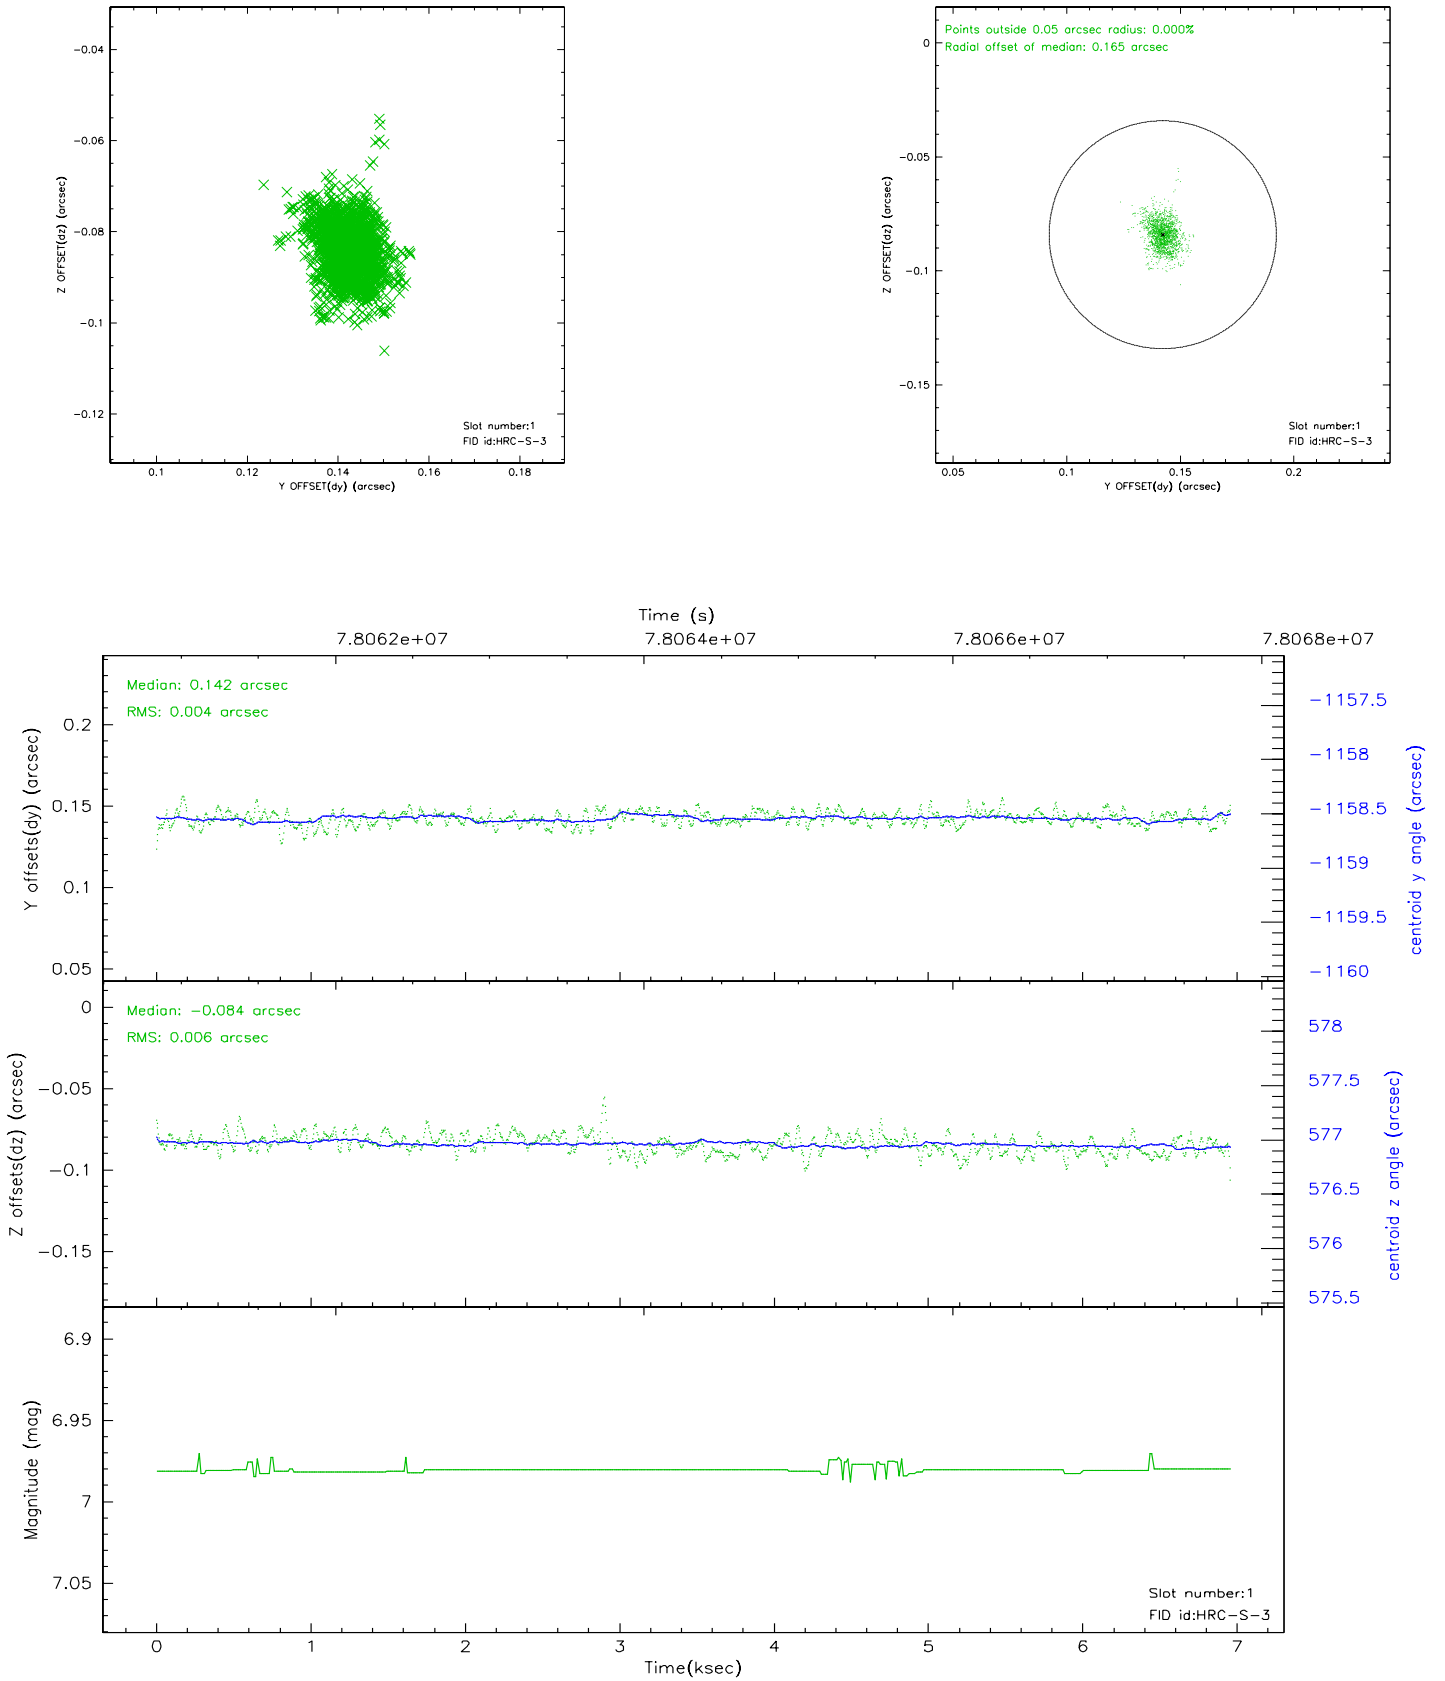 -0.04
-0.06
-0.08
-0.1
-0.12
Z OFFSET(dz) (arcsec)
0.1 0.12 0.14 0.16 0.18
Y OFFSET(dy) (arcsec)
Slot number:1
FID id:HRC-S-3
Points outside 0.05 arcsec radius: 0.000%
Radial offset of median: 0.165 arcsec
0
-0.05
-0.1
-0.15
Z OFFSET(dz) (arcsec)
0.05 0.1 0.15 0.2
Y OFFSET(dy) (arcsec)
Slot number:1
FID id:HRC-S-3
Time (s)
7.8062e+07 7.8064e+07 7.8066e+07 7.8068e+07
Median: 0.142 arcsec
RMS: 0.004 arcsec
0.2
0.15
0.1
0.05
Y offsets(dy) (arcsec)
-1157.5
-1158
-1158.5
-1159
-1159.5
-1160
centroid y angle (arcsec)
Median: -0.084 arcsec
RMS: 0.006 arcsec
0
-0.05
-0.1
-0.15
Z offsets(dz) (arcsec)
578
577.5
577
576.5
576
575.5
centroid z angle (arcsec)
6.9
6.95
7
7.05
Magnitude (mag)
Slot number:1
FID id:HRC-S-3
0 1 2 3 4 5 6 7
Time(ksec)